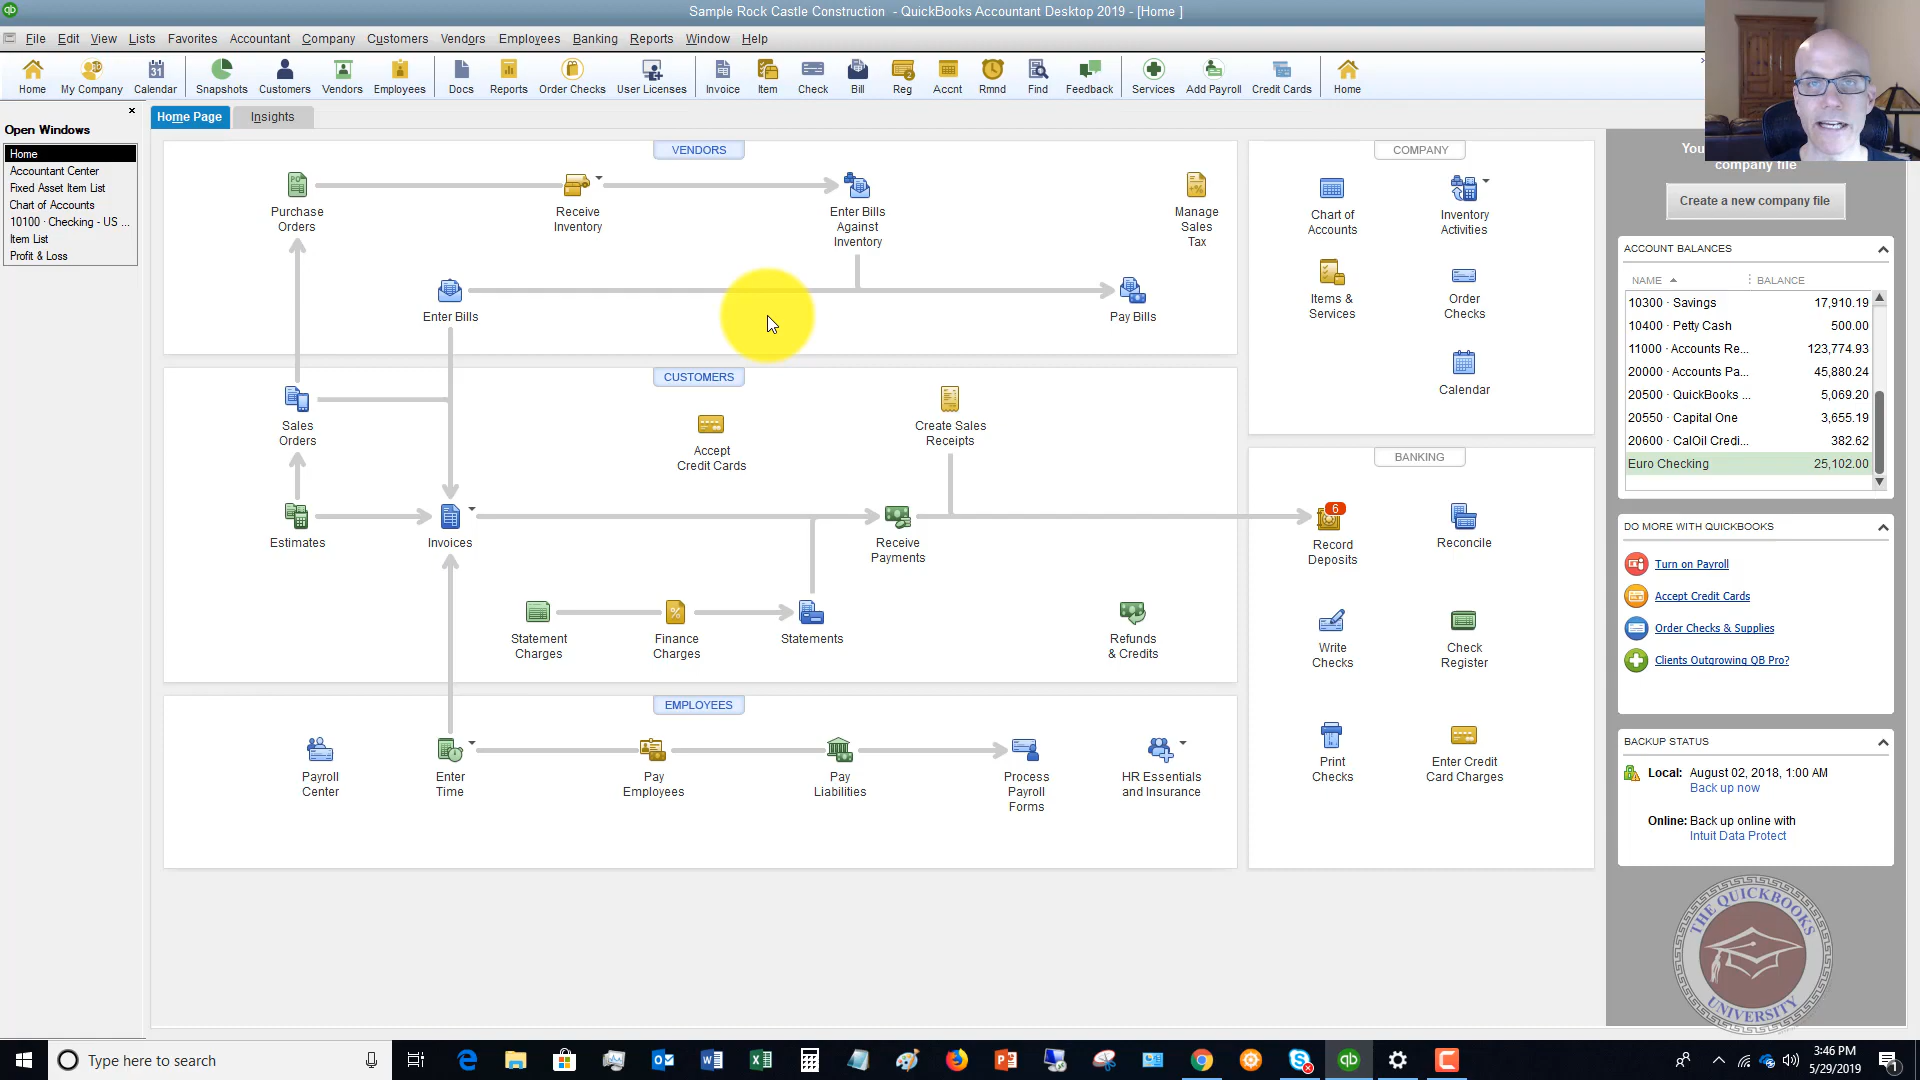 Sample Rock Castle Construction - QuickBooks Accountant Desktop 2019 - [Home ]
File Edit View Lists Favorites Accountant Company Customers Vendors Employees Banking Reports Window Help
Home My Company Calendar Snapshots Customers Vendors Employees Docs Reports Order Checks User Licenses Invoice Item Check Bill Reg Accnt Rmnd Find Feedback Services Add Payroll Credit Cards Home
Open Windows
Home
Accountant Center
Fixed Asset Item List
Chart of Accounts
10100 · Checking - US ...
Item List
Profit & Loss
Home Page Insights
VENDORS
Purchase
Orders
Receive
Inventory
Enter Bills
Against
Inventory
Manage
Sales
Tax
Enter Bills
Pay Bills
CUSTOMERS
Sales
Orders
Accept
Credit Cards
Create Sales
Receipts
Estimates
Invoices
Receive
Payments
Statement
Charges
Finance
Charges
Statements
Refunds
& Credits
EMPLOYEES
Payroll
Center
Enter
Time
Pay
Employees
Pay
Liabilities
Process
Payroll
Forms
HR Essentials
and Insurance
COMPANY
Chart of
Accounts
Inventory
Activities
Items &
Services
Order
Checks
Calendar
BANKING
6
Record
Deposits
Reconcile
Write
Checks
Check
Register
Print
Checks
Enter Credit
Card Charges
company file
Create a new company file
ACCOUNT BALANCES
NAME BALANCE
10300 · Savings 17,910.19
10400 · Petty Cash 500.00
11000 · Accounts Re... 123,774.93
20000 · Accounts Pa... 45,880.24
20500 · QuickBooks ... 5,069.20
20550 · Capital One 3,655.19
20600 · CalOil Credi... 382.62
Euro Checking 25,102.00
DO MORE WITH QUICKBOOKS
Turn on Payroll
Accept Credit Cards
Order Checks & Supplies
Clients Outgrowing QB Pro?
BACKUP STATUS
Local: August 02, 2018, 1:00 AM
Back up now
Online: Back up online with
Intuit Data Protect
THE QUICKBOOKS
UNIVERSITY
Type here to search
3:46 PM
5/29/2019
1